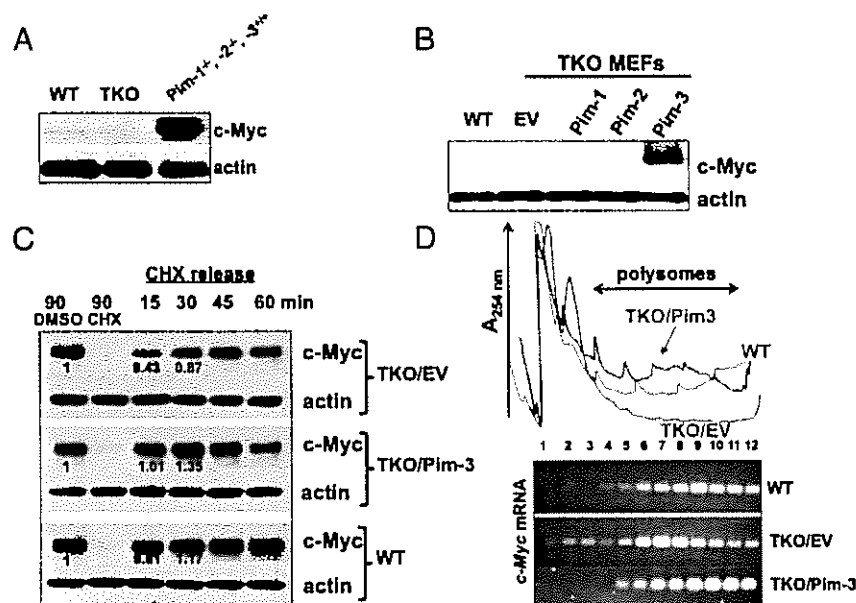 A
WT TKO Pim-1-/-, -2-/-, -3+/+
c-Myc
actin
B
TKO MEFs
WT EV Pim-1 Pim-2 Pim-3
c-Myc
actin
C
CHX release
90 90 15 30 45 60 min
DMSO CHX
c-Myc
1 0.43 0.87
actin
TKO/EV
c-Myc
1 1.01 1.35
actin
TKO/Pim-3
c-Myc
1 1.17
actin
WT
D
A254 nm
polysomes
TKO/Pim3
WT
TKO/EV
1 2 3 4 5 6 7 8 9 10 11 12
c-Myc mRNA
WT
TKO/EV
TKO/Pim-3